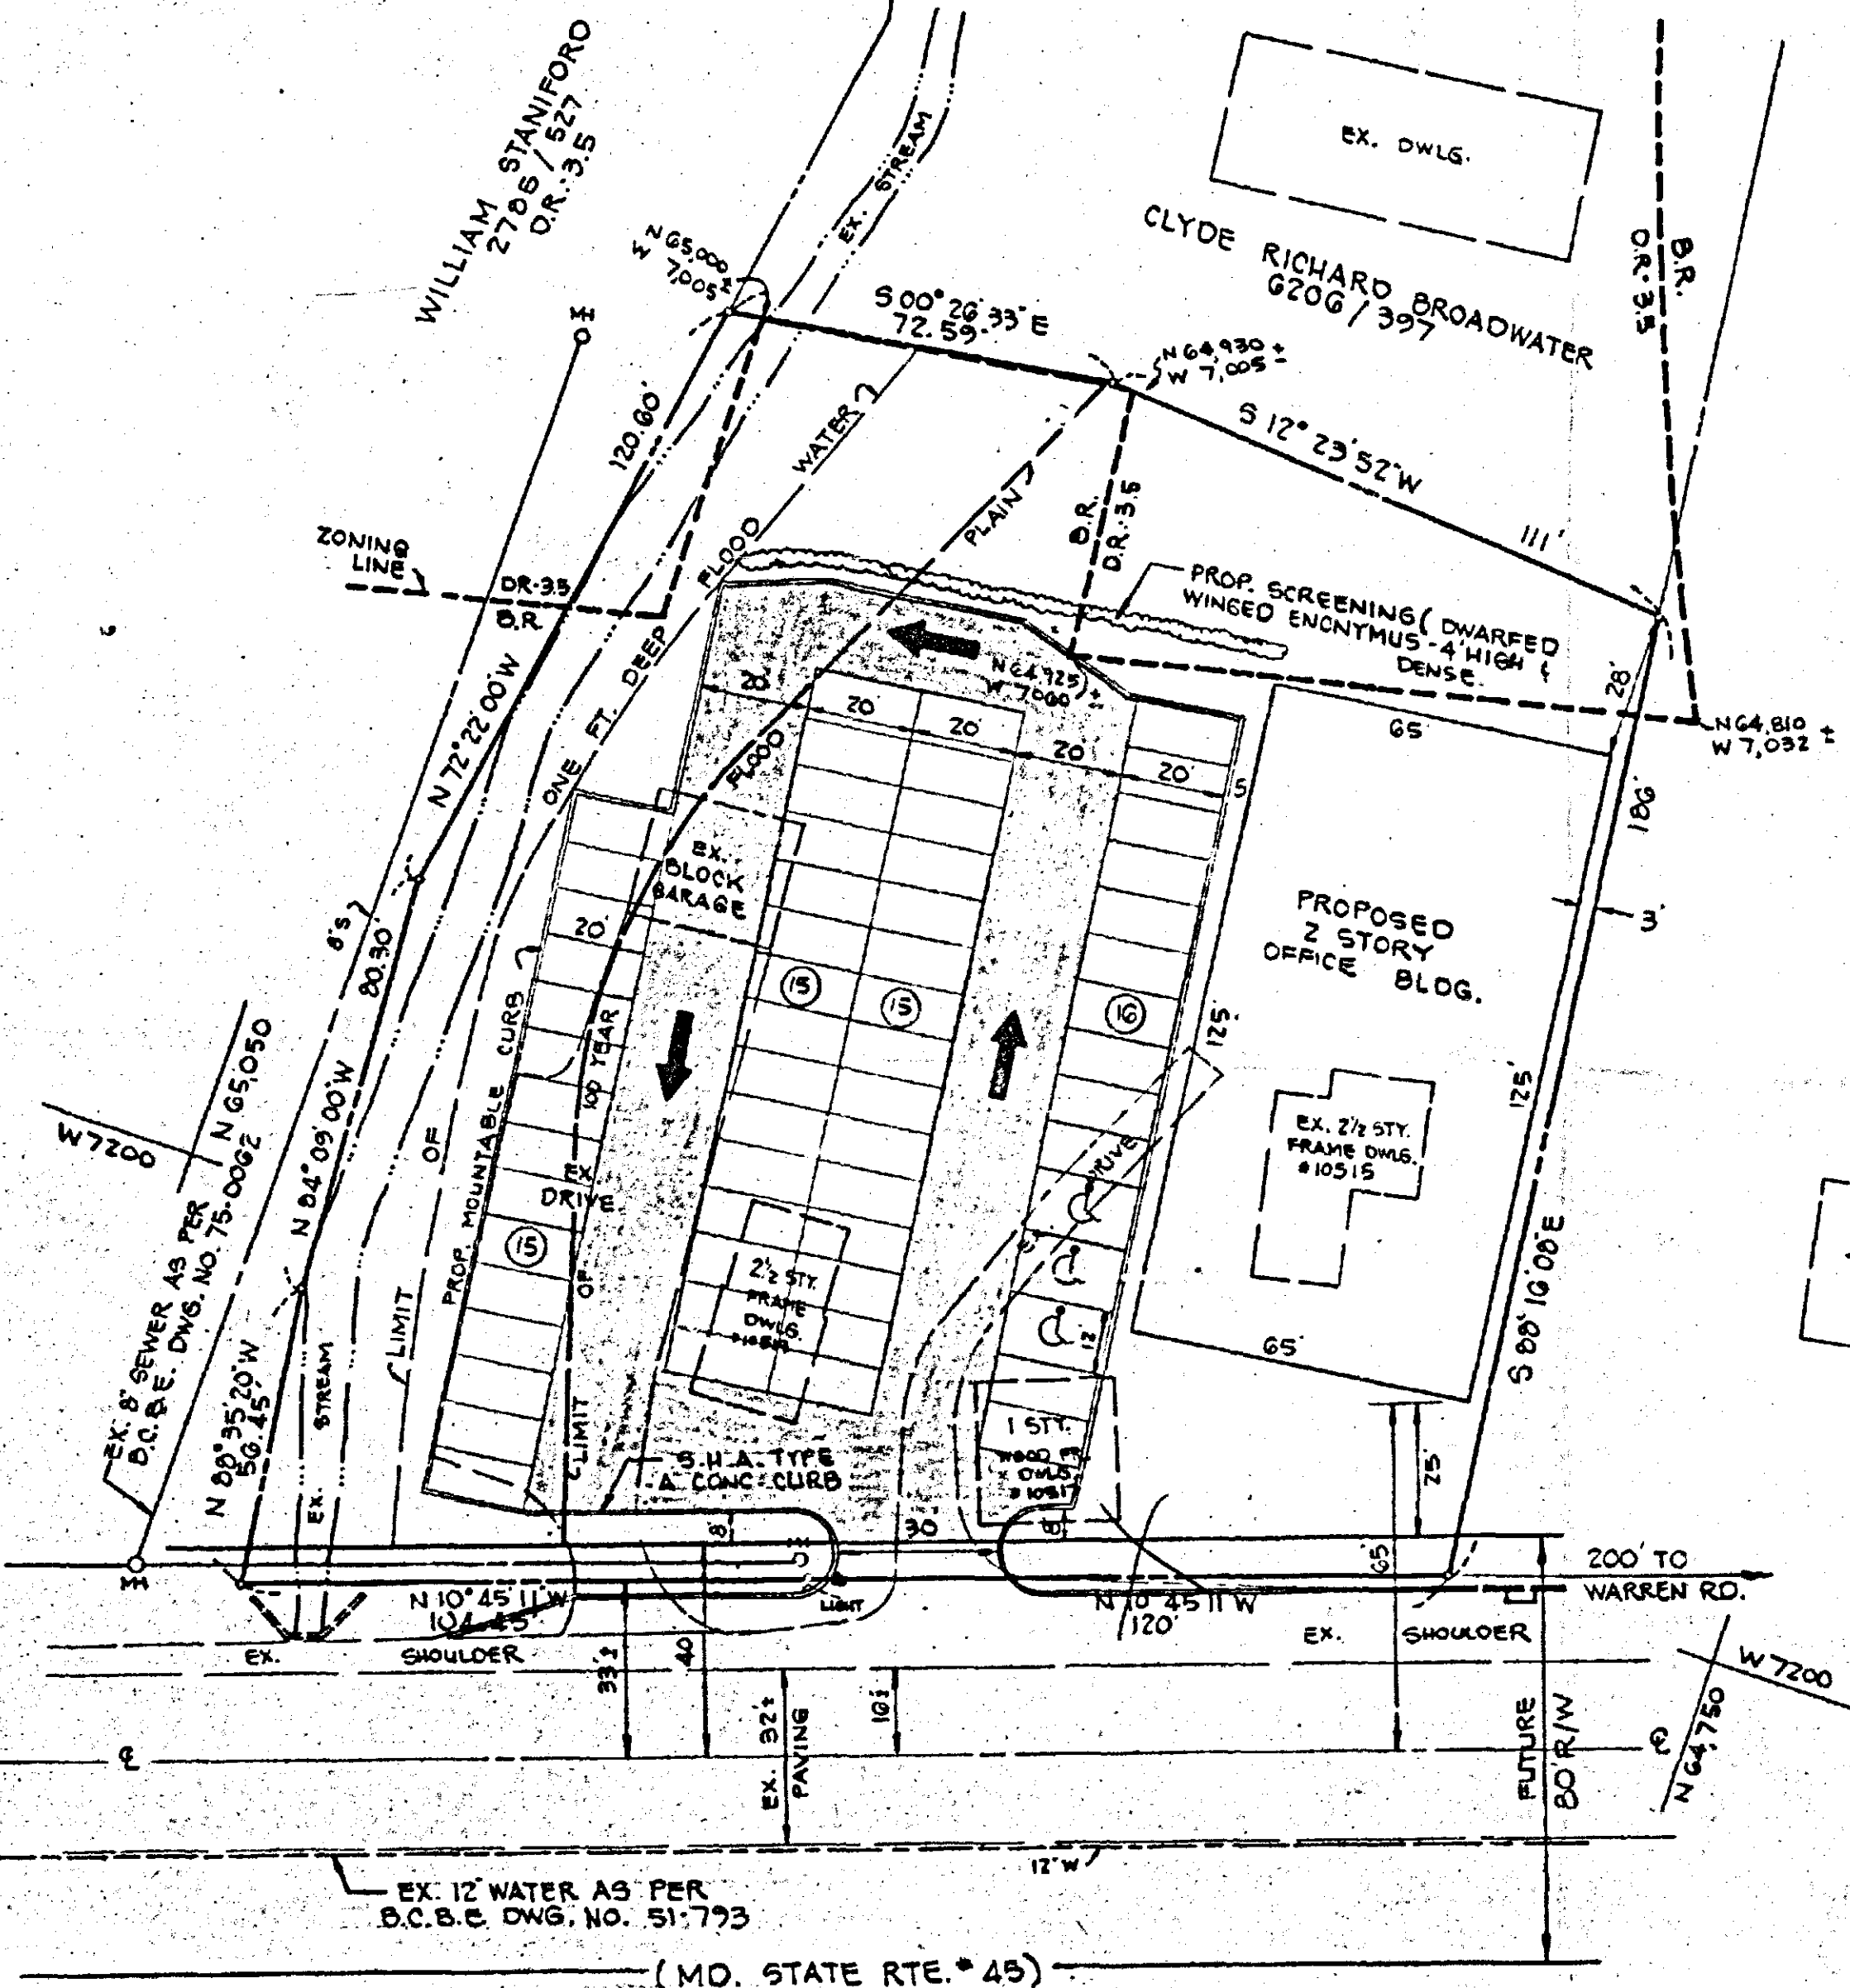 WILLIAM STANIFORD
2786 / 527
D.R. 3.5
EX. STREAM
EX. DWLG.
CLYDE RICHARD BROADWATER
6206 / 397
B.R.
D.R. 3.5
N 65,000 ±
W 7,005
MH
S 00° 26' 33" E
72.59
N 64,930 ±
W 7,005
S 12° 23' 52" W
111'
120.60'
WATER
PLAIN
B.R.
D.R. 3.5
ZONING
LINE
DR-3.5
B.R.
FLOOD
DEEP
FT.
ONE
PROP. SCREENING (DWARFED
WINGED ENONYMUS-4' HIGH &
DENSE.
N 64,925 ±
W 7060
28'
N 64,810 ±
W 7,032
20'
20'
20'
20'
20'
5
65'
186.
N 72° 22' 00" W
FLOOD
EX.
BLOCK
GARAGE
20'
8"S
80.30'
15
15
16
125'
PROPOSED
2 STORY
OFFICE BLDG.
3'
125'
W 7200
N 65,050
N 84° 09' 00" W
OF
LIMIT
PROP. MOUNTABLE CURB
100 YEAR
OF
LIMIT
EX
DRIVE
15
EX. 2½ STY.
FRAME DWLG.
#10515
EX. DRIVE
2½ STY.
FRAME
DWLG.
12
65'
S 88° 16' 00" E
EX. 8" SEWER AS PER
B.C.B.E. DWG. NO. 75-0062
N 88° 35' 20" W
56.45'
EX. STREAM
S.H.A. TYPE
A CONC. CURB
1 STY.
WOOD FR
DWLG
#10517
25'
8
30'
8
65'
MH
N 10° 45' 11" W
104.45'
LIGHT
N 10° 45' 11" W
120'
200' TO
WARREN RD.
EX. SHOULDER
EX. SHOULDER
33'±
40
EX. 32'±
PAVING
16'±
FUTURE
80' R/W
W 7200
N 64,750
℄
℄
12"W
EX. 12" WATER AS PER
B.C.B.E. DWG. NO. 51-793
(MD. STATE RTE. # 45)